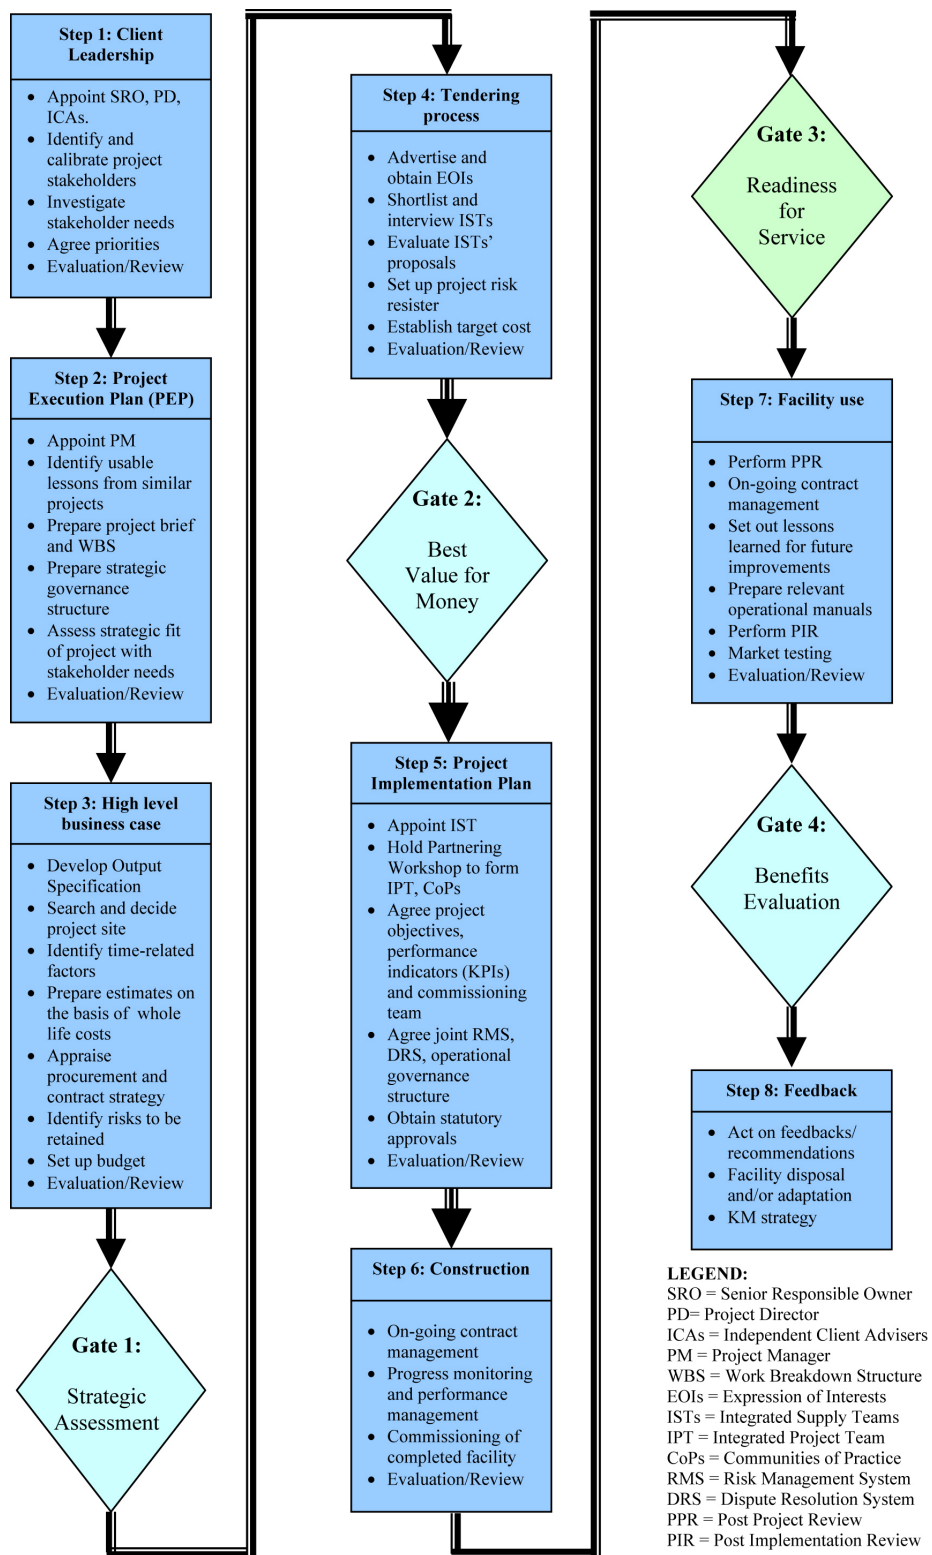 Step 1: Client
Leadership
• Appoint SRO, PD,
ICAs.
• Identify and
calibrate project
stakeholders
• Investigate
stakeholder needs
• Agree priorities
• Evaluation/Review
Step 2: Project
Execution Plan (PEP)
• Appoint PM
• Identify usable
lessons from similar
projects
• Prepare project brief
and WBS
• Prepare strategic
governance
structure
• Assess strategic fit
of project with
stakeholder needs
• Evaluation/Review
Step 3: High level
business case
• Develop Output
Specification
• Search and decide
project site
• Identify time-related
factors
• Prepare estimates on
the basis of whole
life costs
• Appraise
procurement and
contract strategy
• Identify risks to be
retained
• Set up budget
• Evaluation/Review
Gate 1:
Strategic
Assessment
Step 4: Tendering
process
• Advertise and
obtain EOIs
• Shortlist and
interview ISTs
• Evaluate ISTs'
proposals
• Set up project risk
resister
• Establish target cost
• Evaluation/Review
Gate 2:
Best
Value for
Money
Step 5: Project
Implementation Plan
• Appoint IST
• Hold Partnering
Workshop to form
IPT, CoPs
• Agree project
objectives,
performance
indicators (KPIs)
and commissioning
team
• Agree joint RMS,
DRS, operational
governance
structure
• Obtain statutory
approvals
• Evaluation/Review
Step 6: Construction
• On-going contract
management
• Progress monitoring
and performance
management
• Commissioning of
completed facility
• Evaluation/Review
Gate 3:
Readiness
for
Service
Step 7: Facility use
• Perform PPR
• On-going contract
management
• Set out lessons
learned for future
improvements
• Prepare relevant
operational manuals
• Perform PIR
• Market testing
• Evaluation/Review
Gate 4:
Benefits
Evaluation
Step 8: Feedback
• Act on feedbacks/
recommendations
• Facility disposal
and/or adaptation
• KM strategy
LEGEND:
SRO = Senior Responsible Owner
PD= Project Director
ICAs = Independent Client Advisers
PM = Project Manager
WBS = Work Breakdown Structure
EOIs = Expression of Interests
ISTs = Integrated Supply Teams
IPT = Integrated Project Team
CoPs = Communities of Practice
RMS = Risk Management System
DRS = Dispute Resolution System
PPR = Post Project Review
PIR = Post Implementation Review